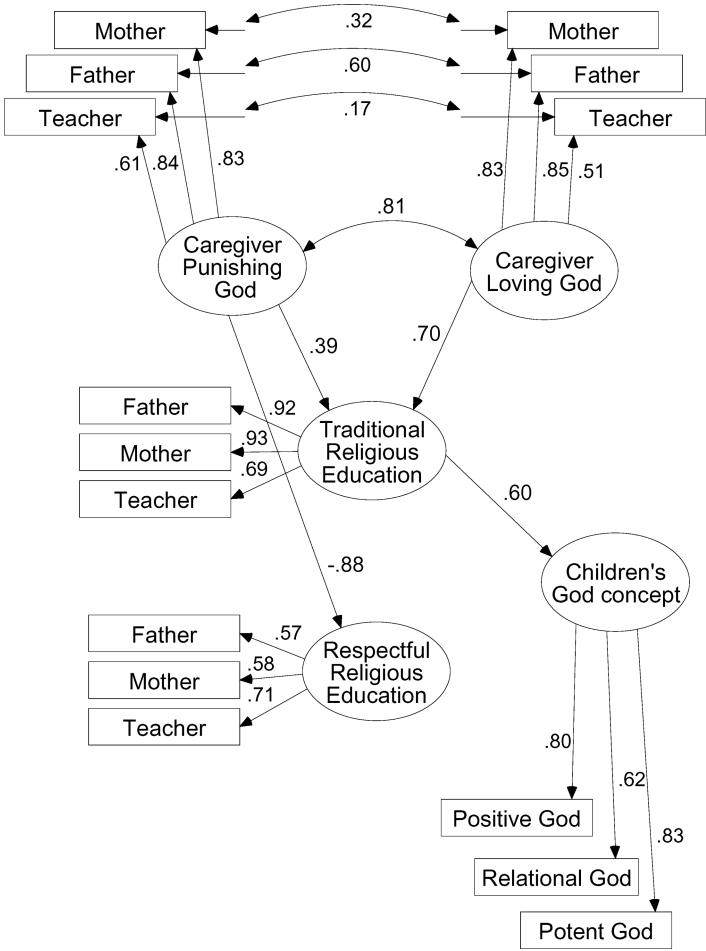 Mother
.32
Mother
Father
.60
Father
Teacher
.17
Teacher
.61
.84
.83
.83
.85
.51
.81
Caregiver
Punishing
God
Caregiver
Loving God
.39
.70
Father
.92
Mother
.93
Teacher
.69
Traditional
Religious
Education
.60
-.88
Children's
God concept
Father
.57
Mother
.58
Teacher
.71
Respectful
Religious
Education
.80
.62
.83
Positive God
Relational God
Potent God